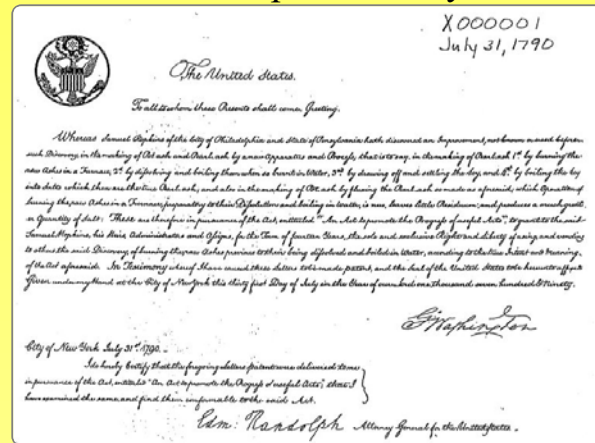 X000001
July 31, 1790
The United States.
To all to whom these Presents shall come, Greeting.
Whereas Samuel Hopkins of the City of Philadelphia and State of Pensylvania hath discovered an Improvement, not known or used before
such Discovery, in the making of Pot ash and Pearl ash by a new Apparatus and Process; that is to say, in the making of Pearl ash 1st. by burning the
raw Ashes in a Furnace, 2d. by dissolving and boiling them when so burnt in Water, 3d. by drawing off and settling the Ley, and 4th. by boiling the Ley
into Salts which then are the true Pearl ash; and also in the making of Pot ash by fluxing the Pearl ash so made as aforesaid; which Operation of
burning the raw Ashes in a Furnace, preparatory to their Dissolution and boiling in Water, is new, leaves little Residuum; and produces a much greater
Quantity of Salt: These are therefore in pursuance of the Act, entitled "An Act to promote the Progress of useful Arts", to grant to the said
Samuel Hopkins, his Heirs, Administrators and Assigns, for the Term of fourteen Years, the sole and exclusive Right and Liberty of using, and vending
to others the said Discovery, of burning the raw Ashes previous to their being dissolved and boiled in Water, according to the true Intent and Meaning
of the Act aforesaid. In Testimony whereof I have caused these Letters to be made patent, and the Seal of the United States to be hereunto affixed
Given under my Hand at the City of New York this thirty first Day of July in the Year of our Lord one thousand seven hundred & Ninety.
G. Washington
City of New York July 31st. 1790.
I do hereby Certify that the foregoing Letters patent were delivered to me
in pursuance of the Act, entitled "An Act to promote the Progress of useful Arts"; that I
have examined the same, and find them conformable to the said Act.
Edm: Randolph Attorney General for the United States.